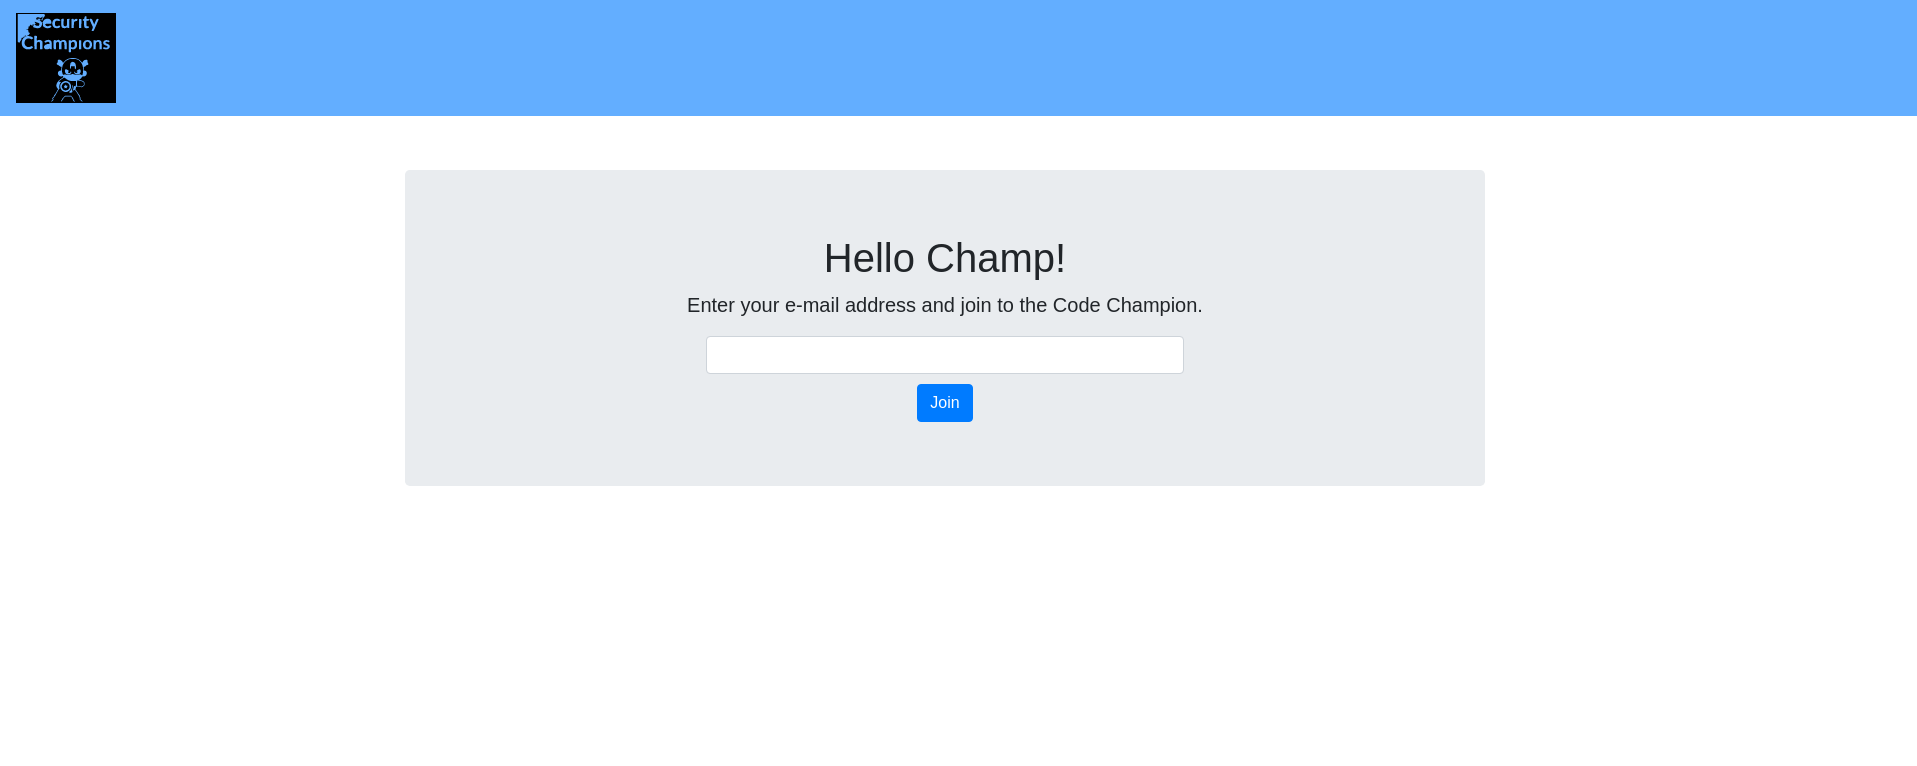 Security
Champions
Hello Champ!
Enter your e-mail address and join to the Code Champion.
Join